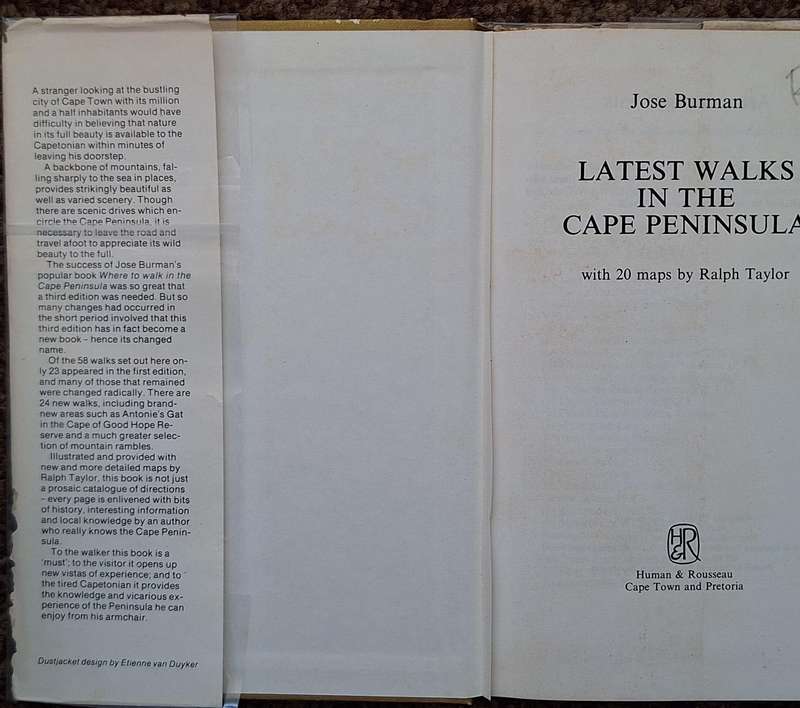 A stranger looking at the bustling
city of Cape Town with its million
and a half inhabitants would have
difficulty in believing that nature
in its full beauty is available to the
Capetonian within minutes of
leaving his doorstep.
A backbone of mountains, fal-
ling sharply to the sea in places,
provides strikingly beautiful as
well as varied scenery. Though
there are scenic drives which en-
circle the Cape Peninsula, it is
necessary to leave the road and
travel afoot to appreciate its wild
beauty to the full.
The success of Jose Burman's
popular book Where to walk in the
Cape Peninsula was so great that
a third edition was needed. But so
many changes had occurred in
the short period involved that this
third edition has in fact become a
new book – hence its changed
name.
Of the 58 walks set out here on-
ly 23 appeared in the first edition,
and many of those that remained
were changed radically. There are
24 new walks, including brand-
new areas such as Antonie's Gat
in the Cape of Good Hope Re-
serve and a much greater selec-
tion of mountain rambles.
Illustrated and provided with
new and more detailed maps by
Ralph Taylor, this book is not just
a prosaic catalogue of directions
– every page is enlivened with bits
of history, interesting information
and local knowledge by an author
who really knows the Cape Penin-
sula.
To the walker this book is a
'must'; to the visitor it opens up
new vistas of experience; and to
the tired Capetonian it provides
the knowledge and vicarious ex-
perience of the Peninsula he can
enjoy from his armchair.
Dustjacket design by Etienne van Duyker
Jose Burman
LATEST WALKS
IN THE
CAPE PENINSULA
with 20 maps by Ralph Taylor
H&R
Human & Rousseau
Cape Town and Pretoria